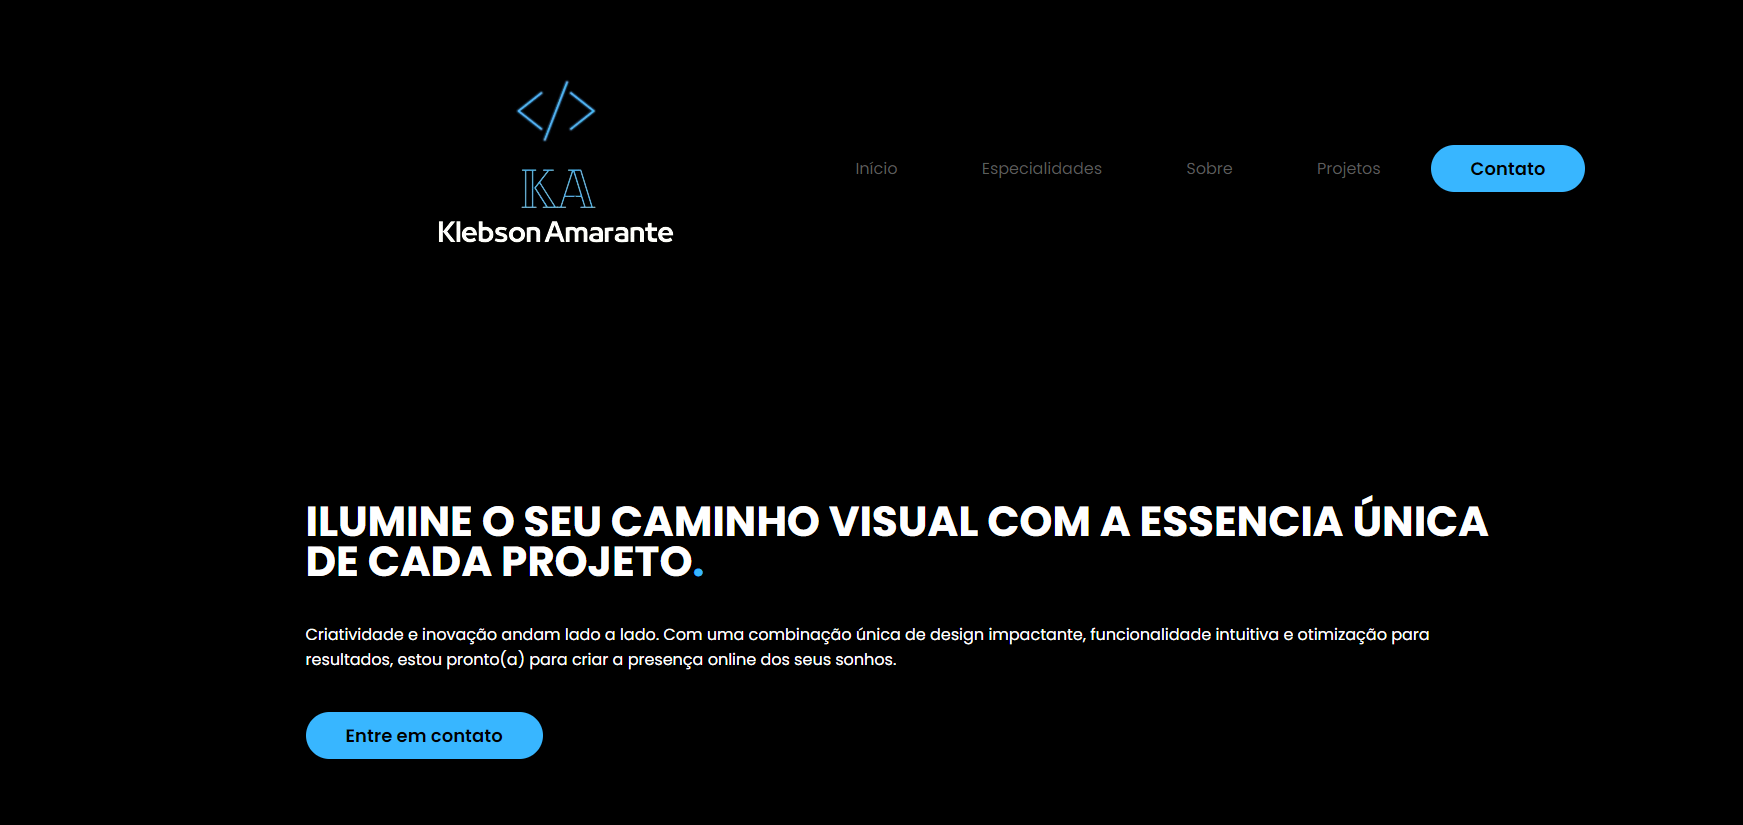 </>
KA
Klebson Amarante
Início Especialidades Sobre Projetos Contato
ILUMINE O SEU CAMINHO VISUAL COM A ESSENCIA ÚNICA
DE CADA PROJETO.
Criatividade e inovação andam lado a lado. Com uma combinação única de design impactante, funcionalidade intuitiva e otimização para
resultados, estou pronto(a) para criar a presença online dos seus sonhos.
Entre em contato